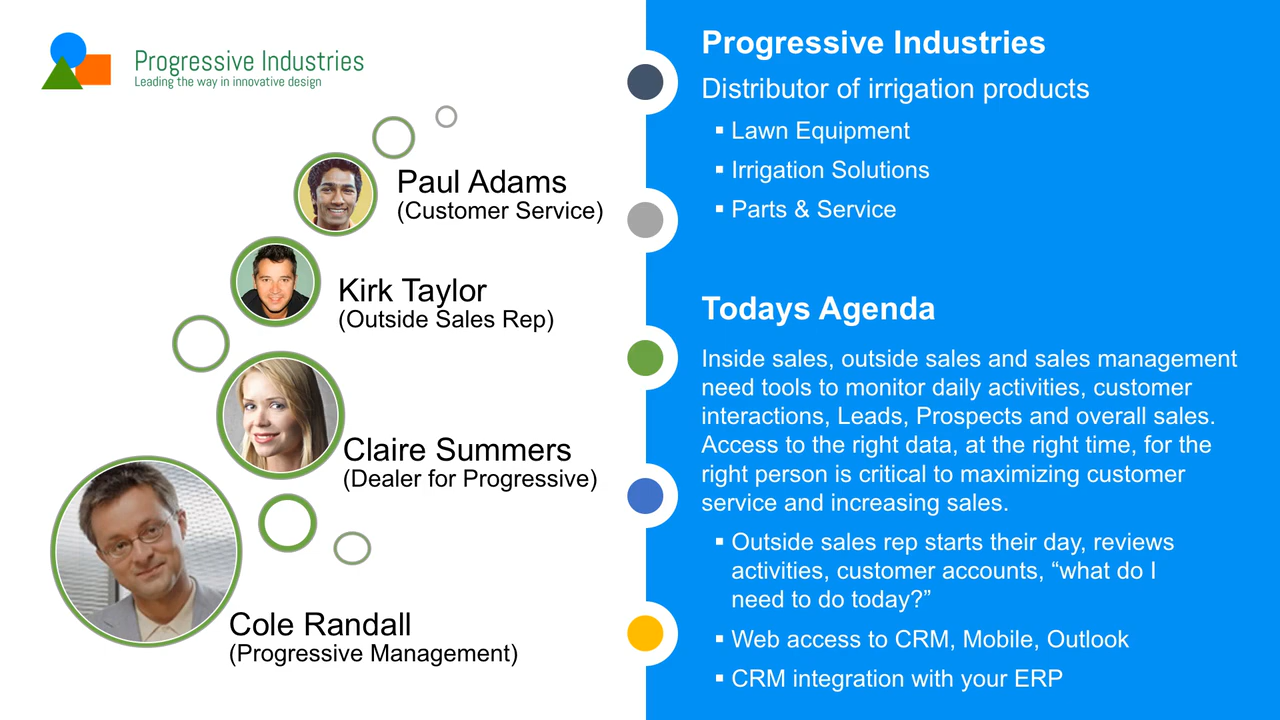 Progressive Industries
Leading the way in innovative design
Paul Adams
(Customer Service)
Kirk Taylor
(Outside Sales Rep)
Claire Summers
(Dealer for Progressive)
Cole Randall
(Progressive Management)
Progressive Industries
Distributor of irrigation products
▪ Lawn Equipment
▪ Irrigation Solutions
▪ Parts & Service
Todays Agenda
Inside sales, outside sales and sales management
need tools to monitor daily activities, customer
interactions, Leads, Prospects and overall sales.
Access to the right data, at the right time, for the
right person is critical to maximizing customer
service and increasing sales.
▪ Outside sales rep starts their day, reviews
activities, customer accounts, “what do I
need to do today?”
▪ Web access to CRM, Mobile, Outlook
▪ CRM integration with your ERP